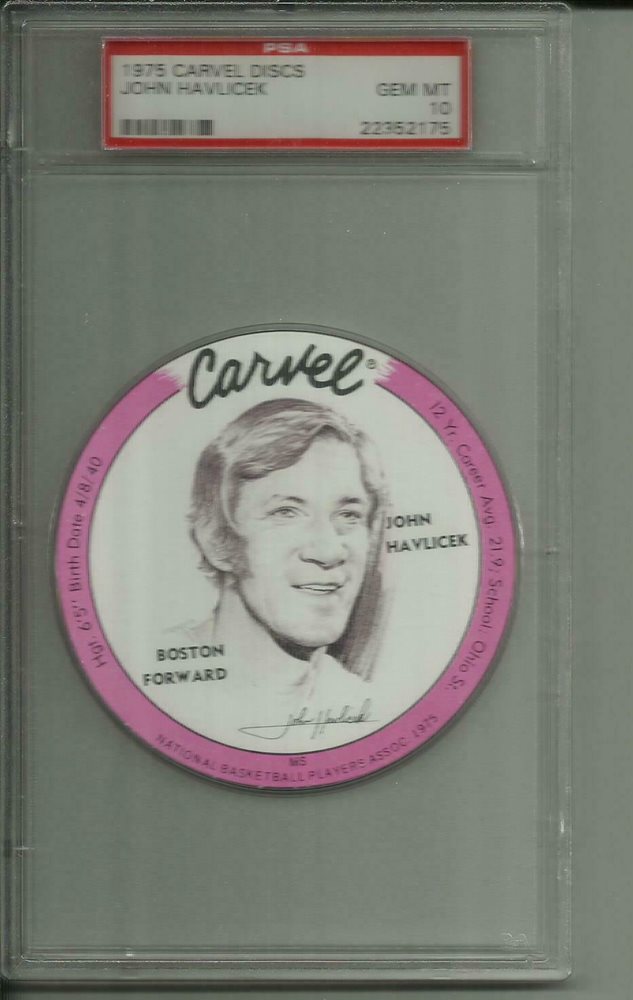 PSA
1975 CARVEL DISCS
JOHN HAVLICEK GEM MT
10
22352175
Carvel®
Hgt. 6'5" Birth Date 4/8/40
12 Yr. Career Avg. 21.9; School: Ohio St.
JOHN
HAVLICEK
BOSTON
FORWARD
John Havlicek
MS
NATIONAL BASKETBALL PLAYERS ASSOC. 1975